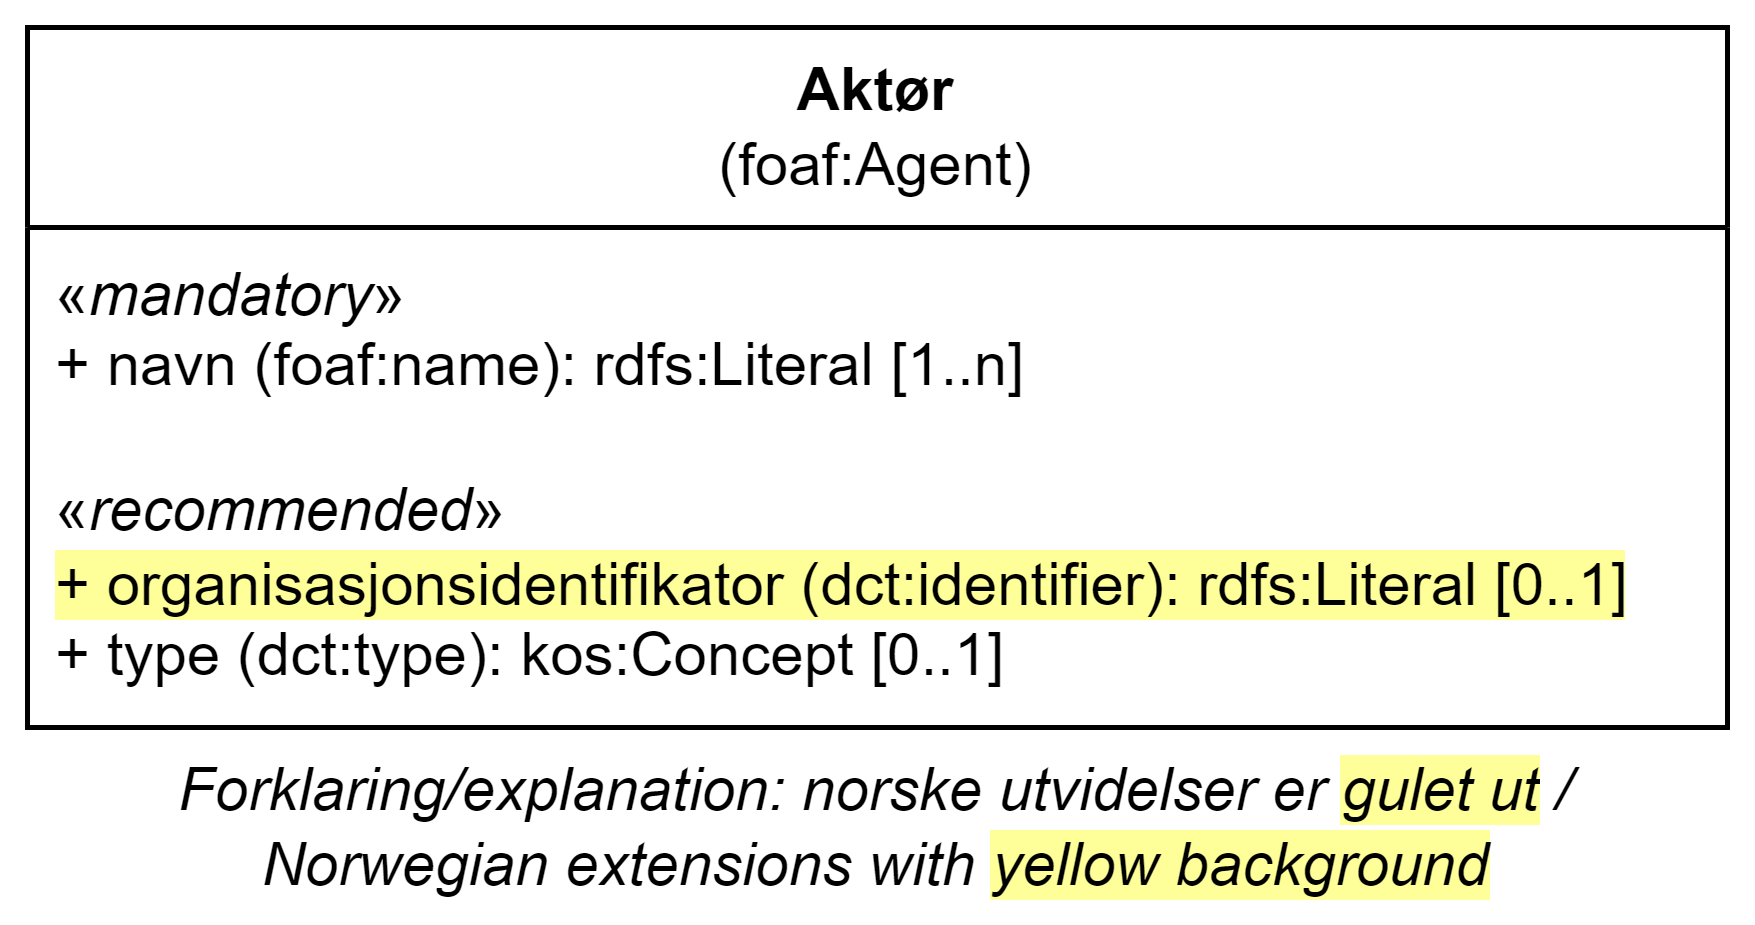 Aktør
(foaf:Agent)
«mandatory»
+ navn (foaf:name): rdfs:Literal [1..n]
«recommended»
+ organisasjonsidentifikator (dct:identifier): rdfs:Literal [0..1]
+ type (dct:type): kos:Concept [0..1]
Forklaring/explanation: norske utvidelser er gulet ut /
Norwegian extensions with yellow background